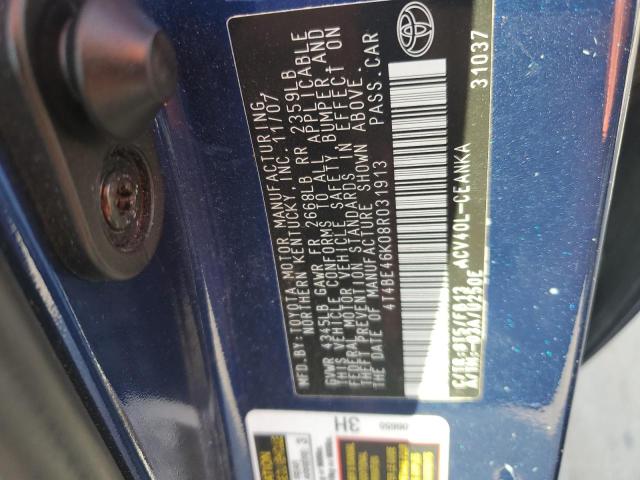 MFD. BY: TOYOTA MOTOR MANUFACTURING,
NORTHERN KENTUCKY, INC. 11/07
GVWR 4345LB GAWR FR 2668LB RR 2359LB
THIS VEHICLE CONFORMS TO ALL APPLICABLE
FEDERAL MOTOR VEHICLE SAFETY BUMPER AND
THEFT PREVENTION STANDARDS IN EFFECT ON
THE DATE OF MANUFACTURE SHOWN ABOVE.
4T4BE46K08R031913 PASS.CAR
ACV40L-CEANKA 31037
3H
06655
3